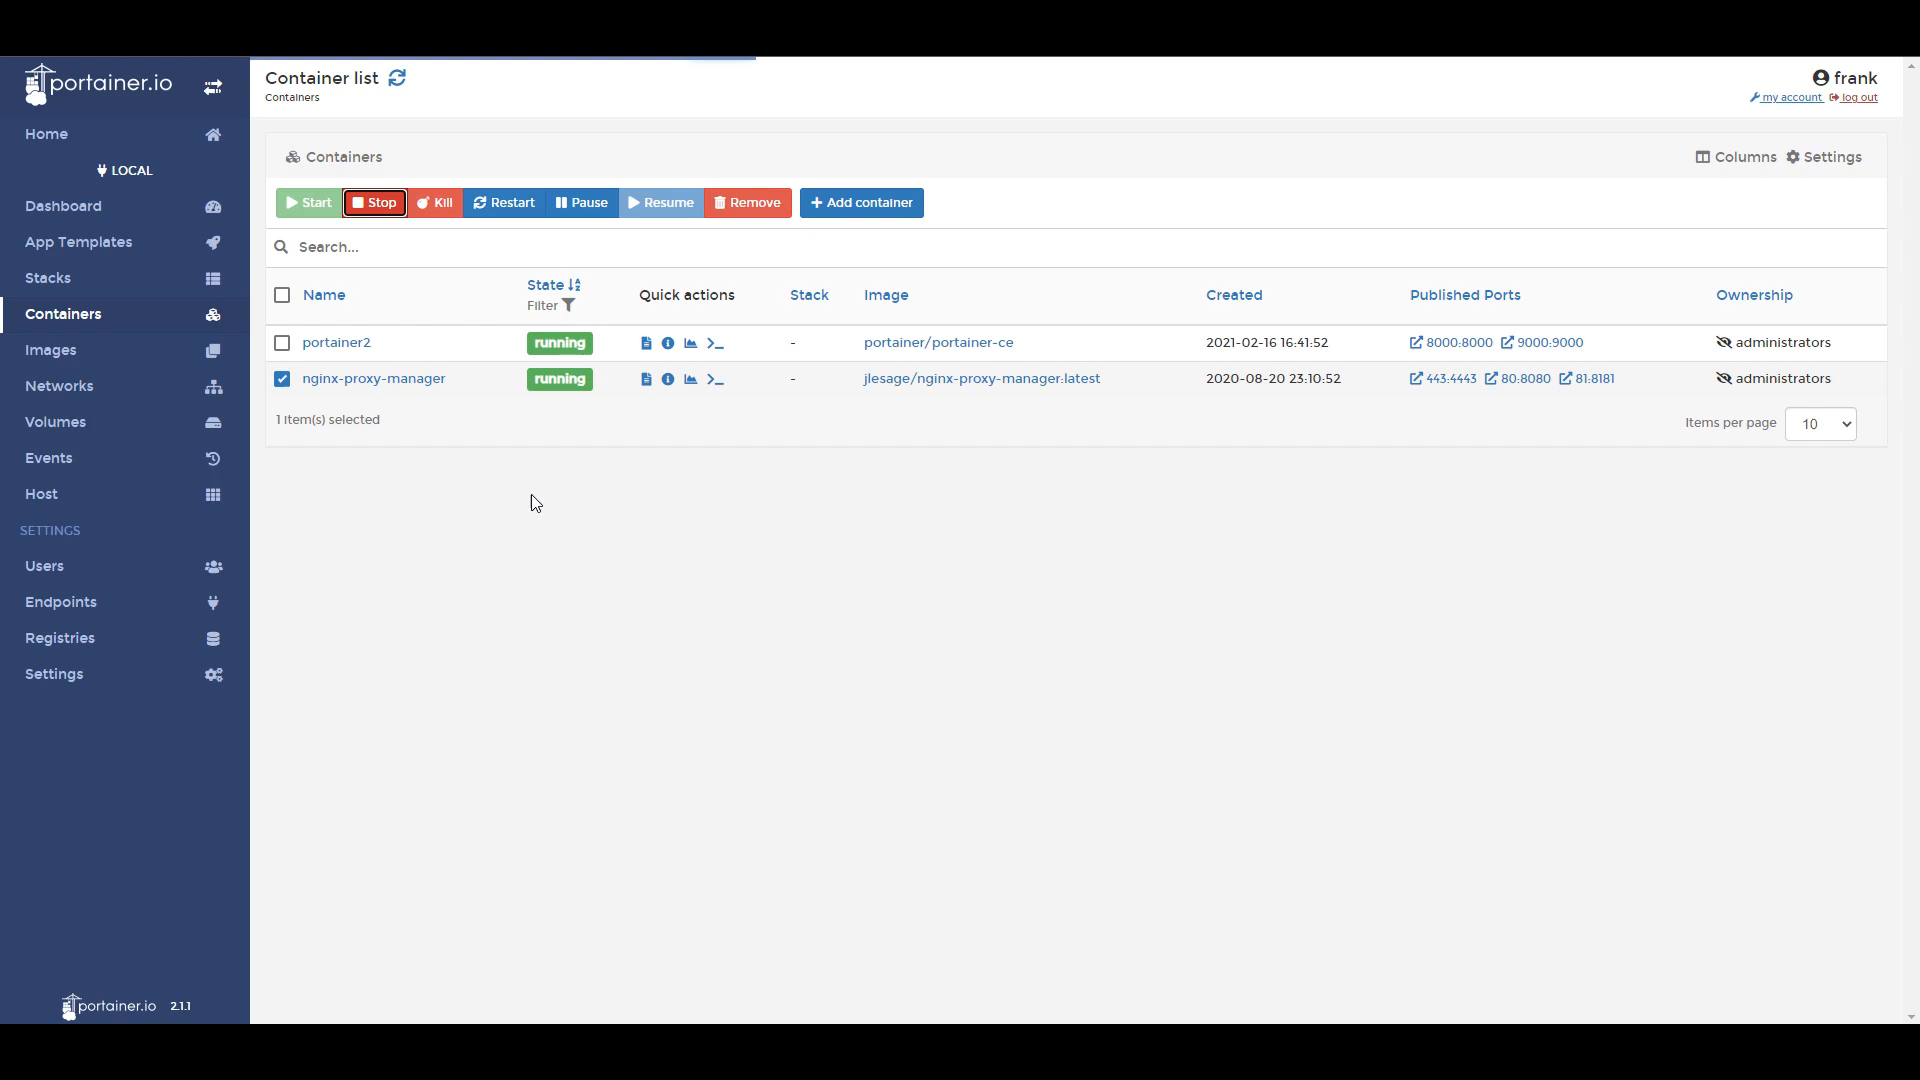 portainer.io
Home
LOCAL
Dashboard
App Templates
Stacks
Containers
Images
Networks
Volumes
Events
Host
SETTINGS
Users
Endpoints
Registries
Settings
portainer.io 2.1.1
Container list
Containers
frank
my account log out
Containers
Columns Settings
Start Stop Kill Restart Pause Resume Remove Add container
Search...
Name State Filter Quick actions Stack Image Created Published Ports Ownership
portainer2 running - portainer/portainer-ce 2021-02-16 16:41:52 8000:8000 9000:9000 administrators
nginx-proxy-manager running - jlesage/nginx-proxy-manager:latest 2020-08-20 23:10:52 443:4443 80:8080 81:8181 administrators
1 item(s) selected
Items per page 10